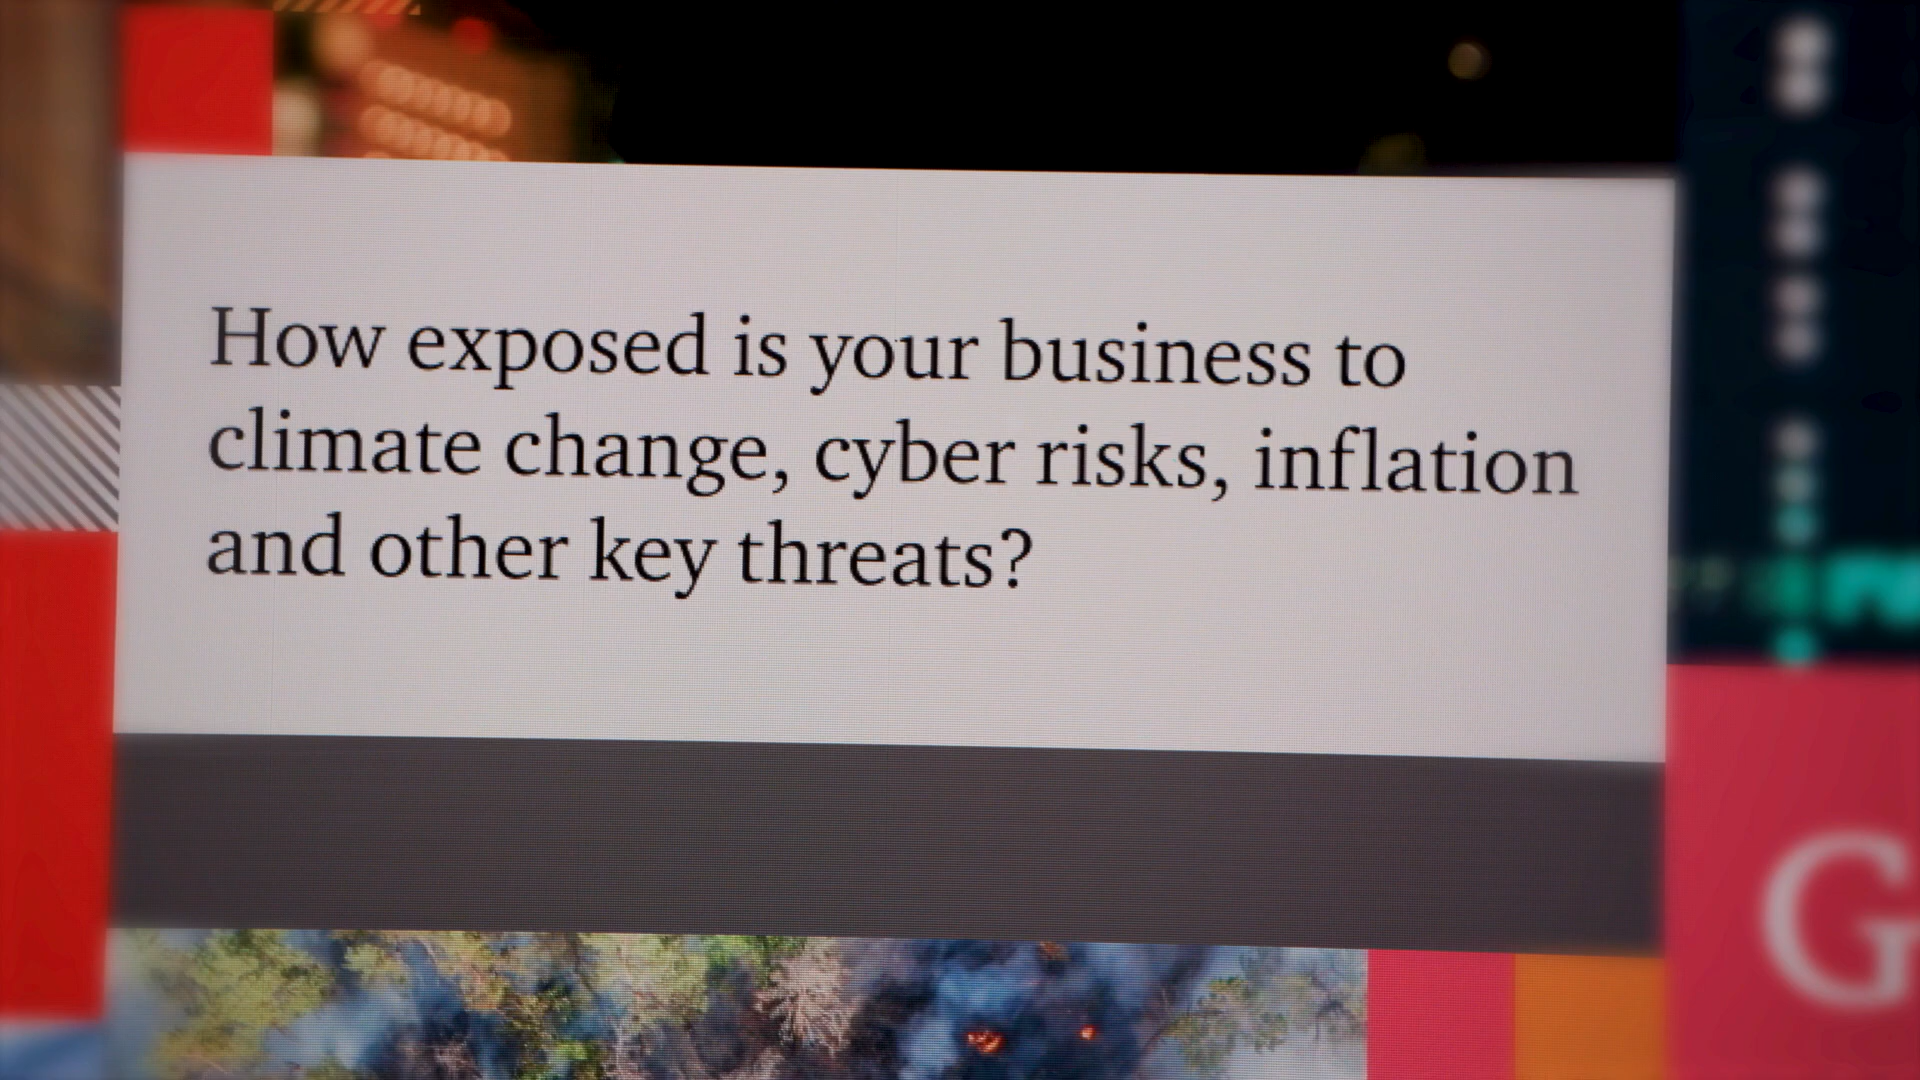 How exposed is your business to
climate change, cyber risks, inflation
and other key threats?
G